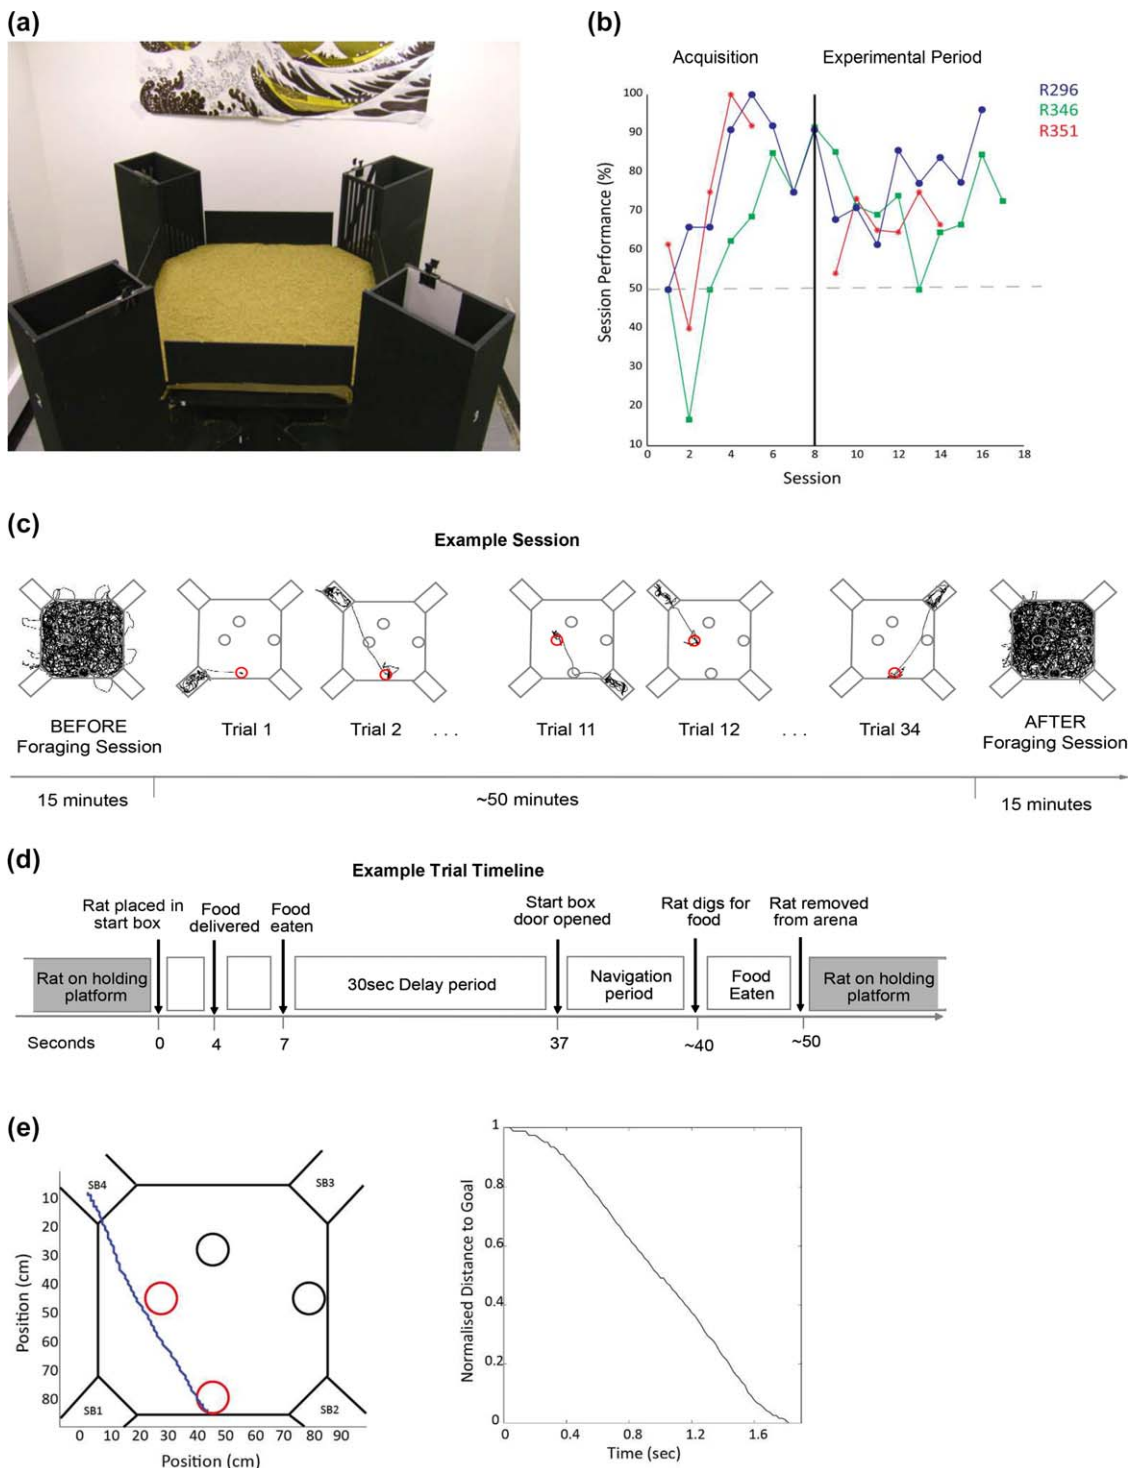 (a)
(b)
Acquisition
Experimental Period
R296
R346
R351
Session Performance (%)
100
90
80
70
60
50
40
30
20
10
0 2 4 6 8 10 12 14 16 18
Session
(c)
Example Session
BEFORE
Foraging Session
Trial 1
Trial 2
. . .
Trial 11
Trial 12
. . .
Trial 34
AFTER
Foraging Session
15 minutes
~50 minutes
15 minutes
(d)
Example Trial Timeline
Rat placed in
start box
Food
delivered
Food
eaten
Start box
door opened
Rat digs for
food
Rat removed
from arena
Rat on holding
platform
30sec Delay period
Navigation
period
Food
Eaten
Rat on holding
platform
Seconds
0
4
7
37
~40
~50
(e)
SB4
SB3
SB1
SB2
Position (cm)
10
20
30
40
50
60
70
80
0 10 20 30 40 50 60 70 80 90
Position (cm)
Normalised Distance to Goal
1
0.8
0.6
0.4
0.2
0
0 0.4 0.8 1.2 1.6
Time (sec)